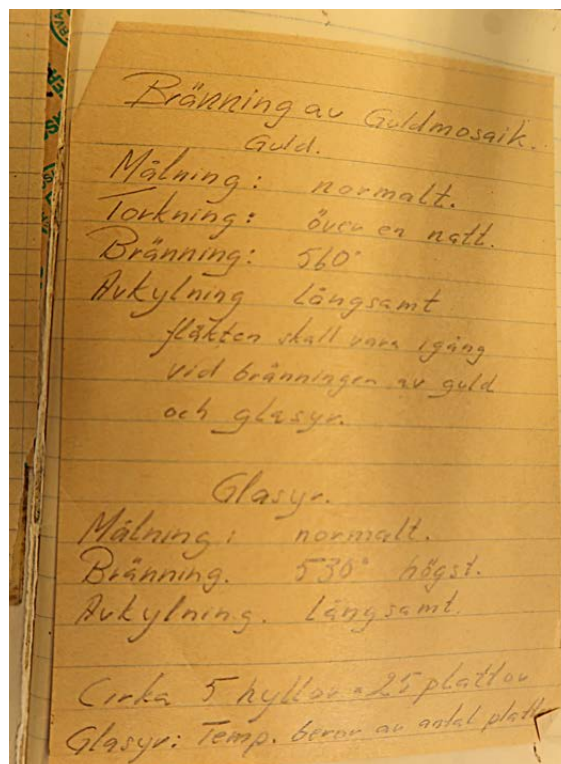 Bränning av Guldmosaik.
Guld.
Målning: normalt.
Torkning: över en natt.
Bränning: 560°
Avkylning långsamt
fläkten skall vara igång
vid bränningen av guld
och glasyr.
Glasyr.
Målning: normalt.
Bränning. 530° högst.
Avkylning. långsamt.
Cirka 5 hyllor = 25 plattor
Glasyr: Temp. beror av antal